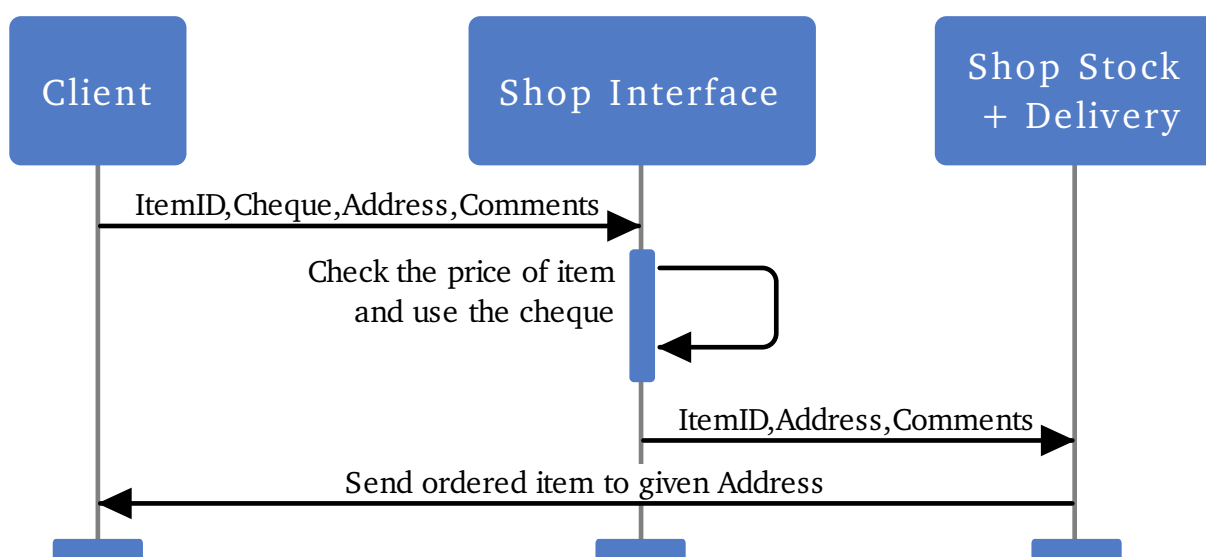 Client
Shop Interface
Shop Stock
+ Delivery
ItemID,Cheque,Address,Comments
Check the price of item
and use the cheque
ItemID,Address,Comments
Send ordered item to given Address